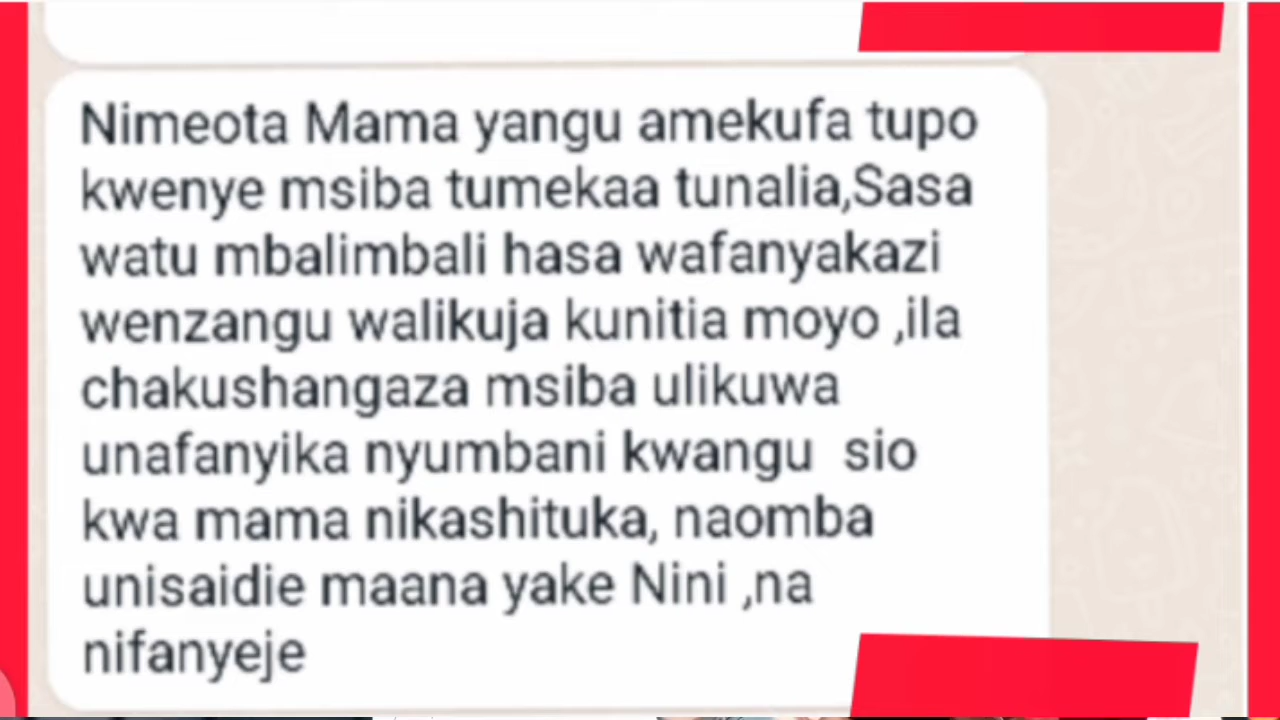 Nimeota Mama yangu amekufa tupo
kwenye msiba tumekaa tunalia,Sasa
watu mbalimbali hasa wafanyakazi
wenzangu walikuja kunitia moyo ,ila
chakushangaza msiba ulikuwa
unafanyika nyumbani kwangu  sio
kwa mama nikashituka, naomba
unisaidie maana yake Nini ,na
nifanyeje